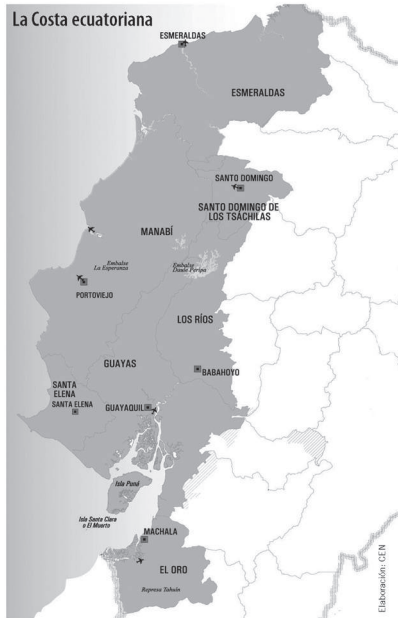 La Costa ecuatoriana
ESMERALDAS
ESMERALDAS
SANTO DOMINGO
SANTO DOMINGO DE
LOS TSÁCHILAS
MANABÍ
Embalse
La Esperanza
Embalse
Daule Peripa
PORTOVIEJO
LOS RÍOS
GUAYAS
BABAHOYO
SANTA
ELENA
SANTA ELENA
GUAYAQUIL
Isla Puná
Isla Santa Clara
o El Muerto
MACHALA
EL ORO
Represa Tahuín
Elaboración: CEN